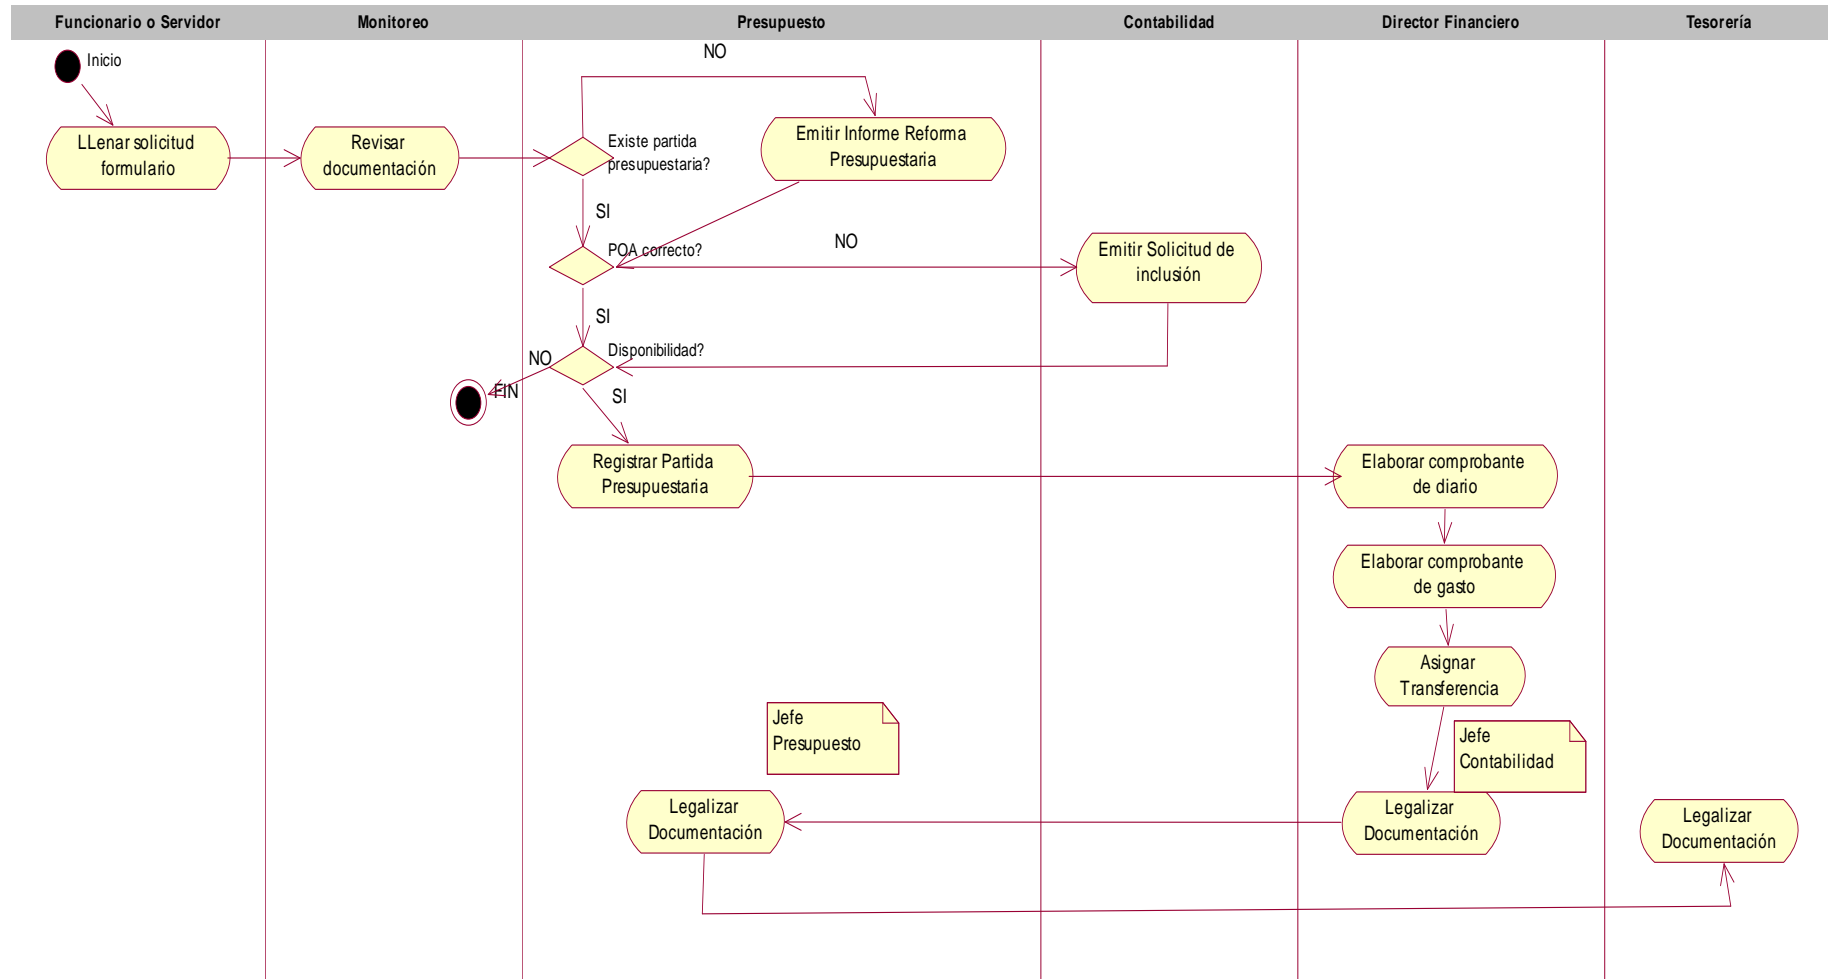 Funcionario o Servidor
Monitoreo
Presupuesto
Contabilidad
Director Financiero
Tesorería
Inicio
NO
LLenar solicitud
formulario
Revisar
documentación
Existe partida
presupuestaria?
Emitir Informe Reforma
Presupuestaria
SI
POA correcto?
NO
Emitir Solicitud de
inclusión
SI
Disponibilidad?
NO
FIN
SI
Registrar Partida
Presupuestaria
Elaborar comprobante
de diario
Elaborar comprobante
de gasto
Asignar
Transferencia
Jefe
Presupuesto
Jefe
Contabilidad
Legalizar
Documentación
Legalizar
Documentación
Legalizar
Documentación